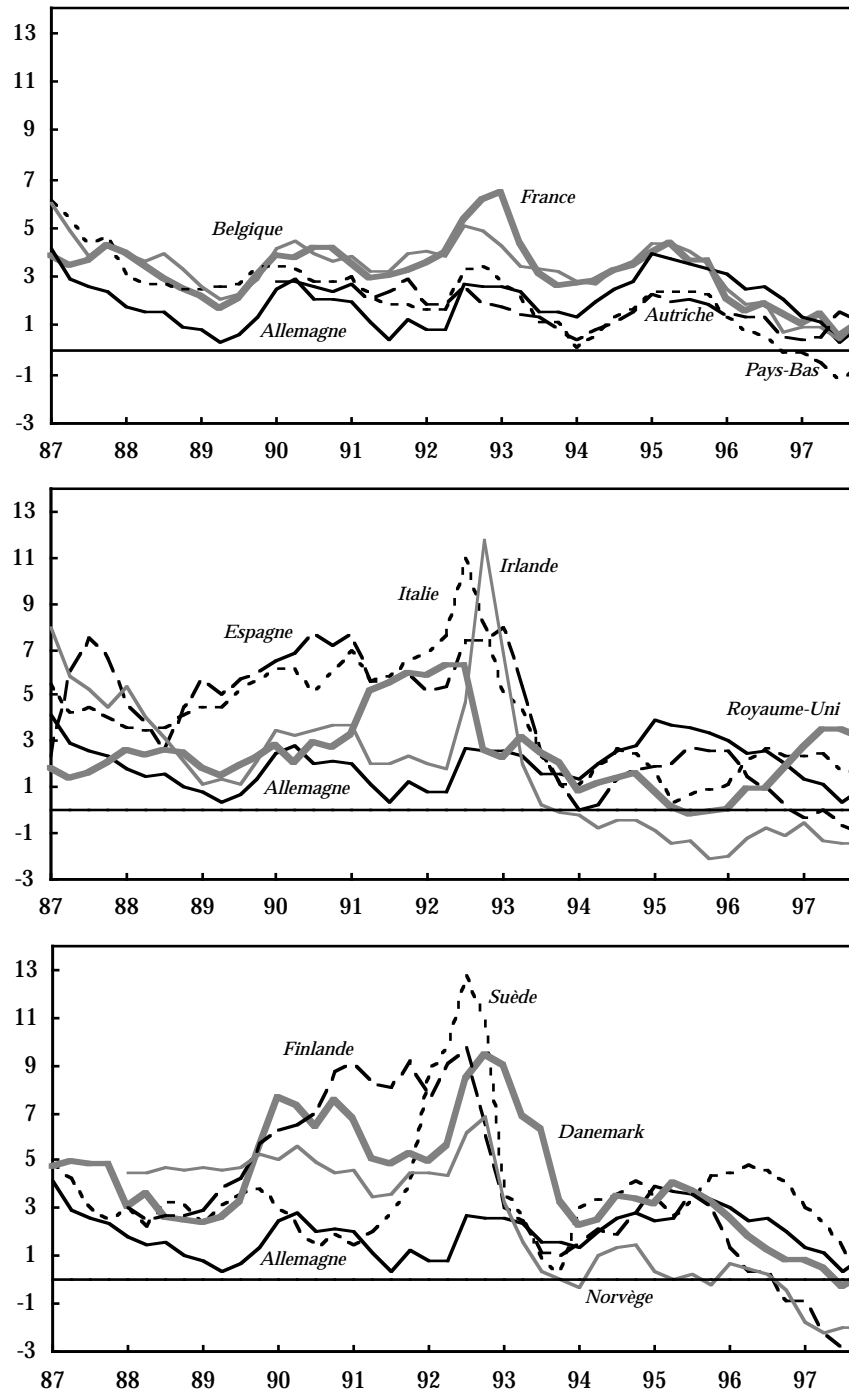 13
11
9
7
5
3
1
-1
-3
France
Belgique
Allemagne
Autriche
Pays-Bas
87 88 89 90 91 92 93 94 95 96 97
13
11
9
7
5
3
1
-1
-3
Irlande
Italie
Espagne
Royaume-Uni
Allemagne
87 88 89 90 91 92 93 94 95 96 97
13
11
9
7
5
3
1
-1
-3
Suède
Finlande
Danemark
Allemagne
Norvège
87 88 89 90 91 92 93 94 95 96 97